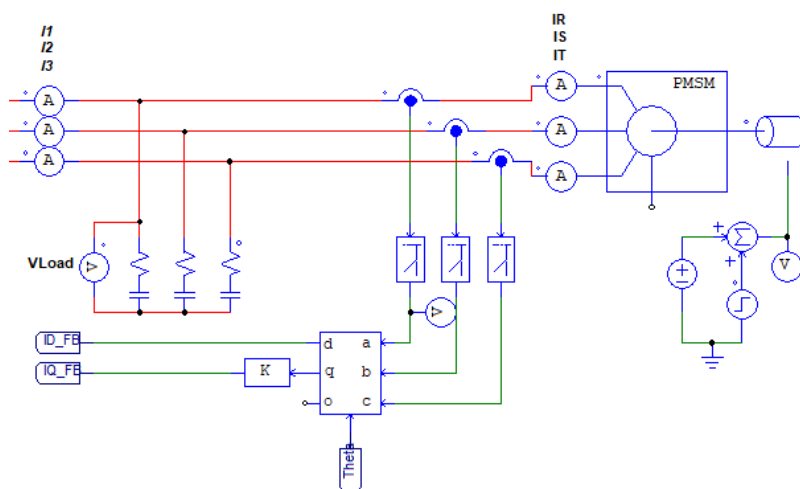 I1
I2
I3
IR
IS
IT
A
A
A
A
A
A
PMSM
VLoad
V
V
V
ID_FB
IQ_FB
K
d a
q b
o c
Theta